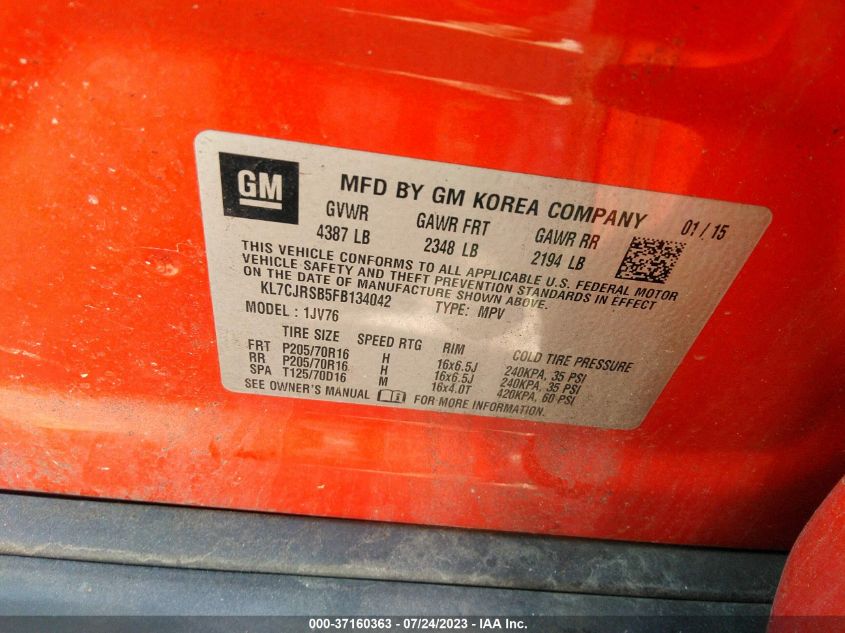 GM
MFD BY GM KOREA COMPANY 01 / 15
GVWR GAWR FRT GAWR RR
4387 LB 2348 LB 2194 LB
THIS VEHICLE CONFORMS TO ALL APPLICABLE U.S. FEDERAL MOTOR
VEHICLE SAFETY AND THEFT PREVENTION STANDARDS IN EFFECT
ON THE DATE OF MANUFACTURE SHOWN ABOVE.
KL7CJRSB5FB134042 TYPE: MPV
MODEL : 1JV76
TIRE SIZE SPEED RTG RIM COLD TIRE PRESSURE
FRT P205/70R16 H 16x6.5J 240KPA, 35 PSI
RR P205/70R16 H 16x6.5J 240KPA, 35 PSI
SPA T125/70D16 M 16x4.0T 420KPA, 60 PSI
SEE OWNER'S MANUAL i FOR MORE INFORMATION.
000-37160363 / 07/24/2023 - IAA Inc.